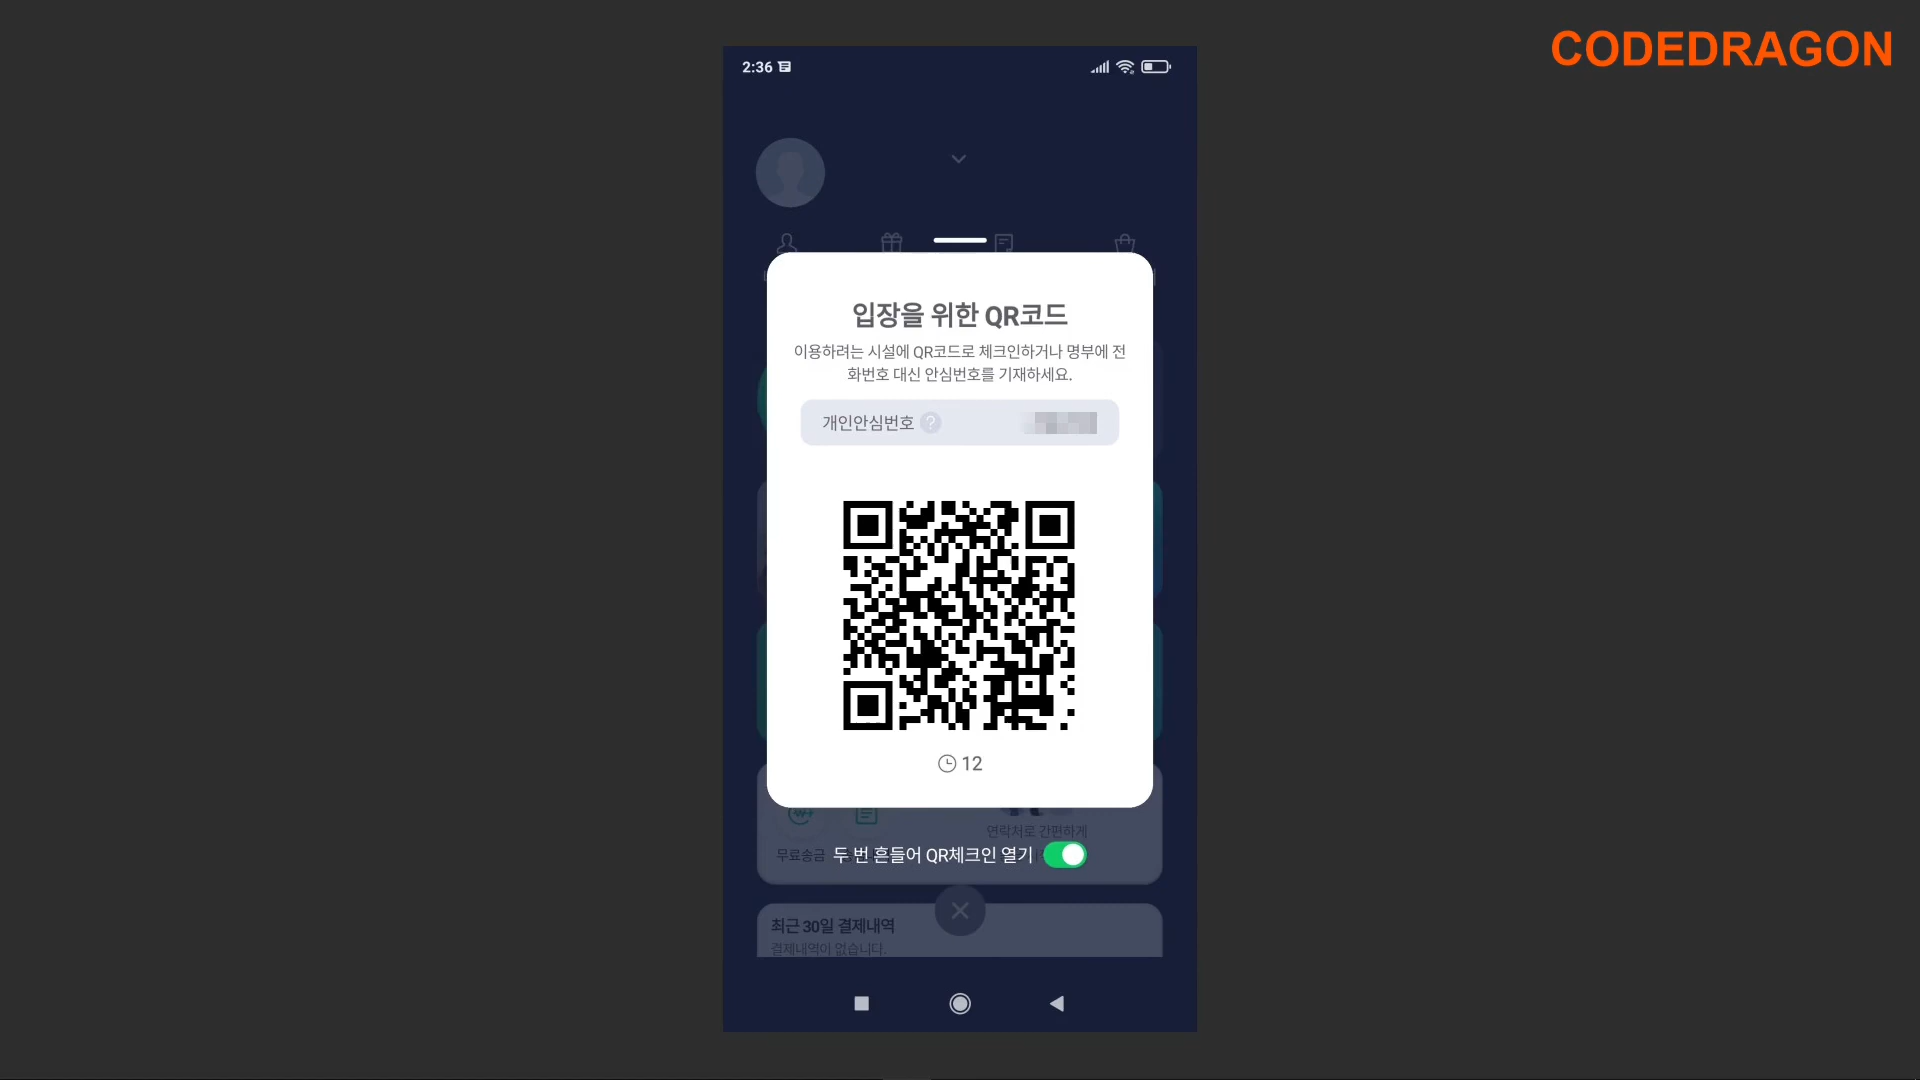 CODEDRAGON
2:36
입장을 위한 QR코드
이용하려는 시설에 QR코드로 체크인하거나 명부에 전
화번호 대신 안심번호를 기재하세요.
개인안심번호 ?
12
연락처로 간편하게
무료송금
두 번 흔들어 QR체크인 열기
최근 30일 결제내역
결제내역이 없습니다.